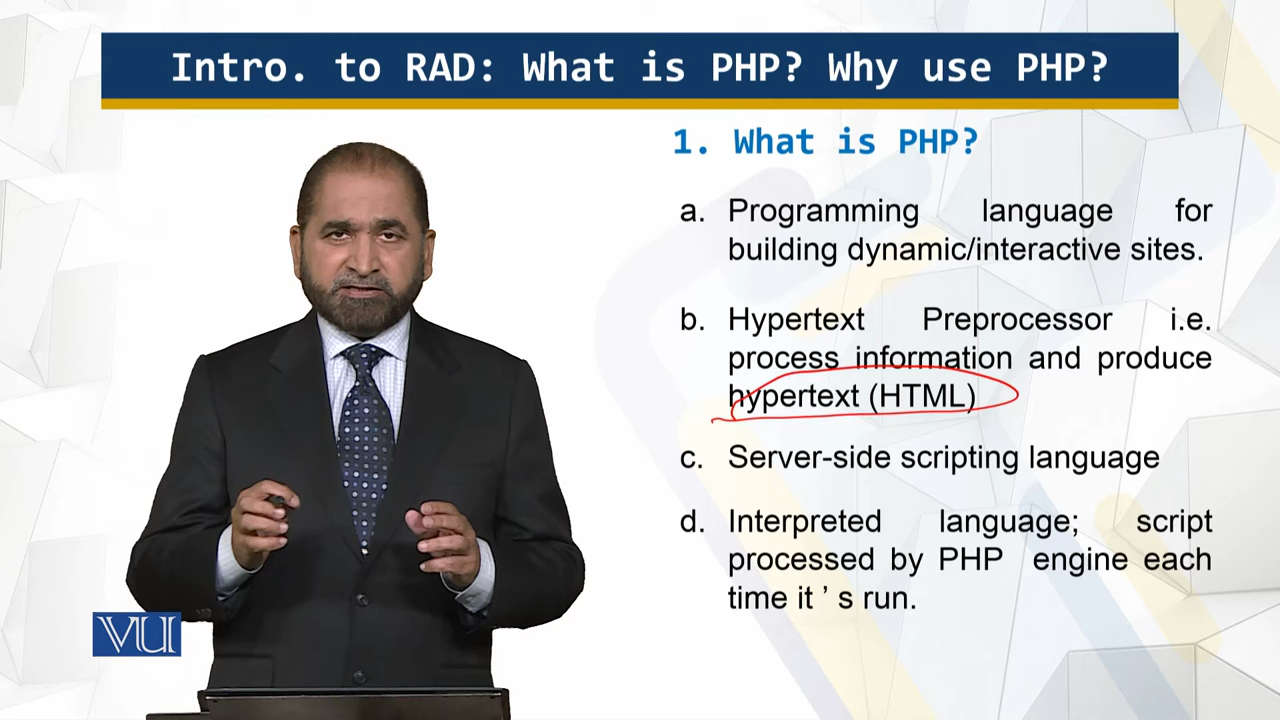 Intro. to RAD: What is PHP? Why use PHP?
1. What is PHP?
a. Programming language for
building dynamic/interactive sites.
b. Hypertext Preprocessor i.e.
process information and produce
hypertext (HTML)
c. Server-side scripting language
d. Interpreted language; script
processed by PHP engine each
time it ’ s run.
VU